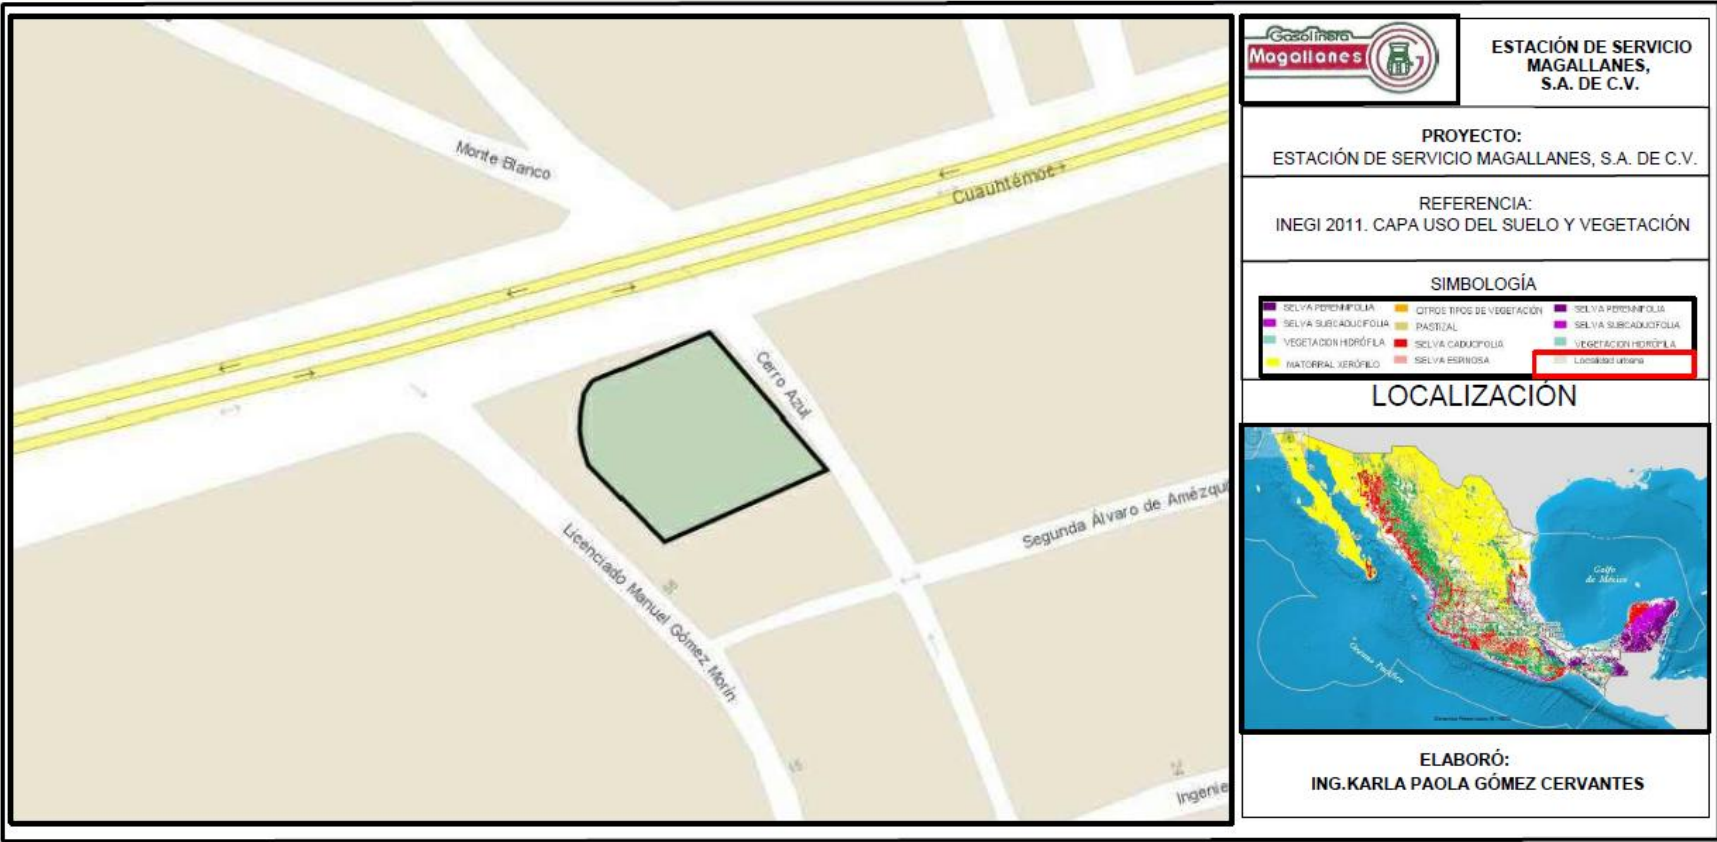 Monte Blanco
Cuauhtémoc
Cerro Azul
Segunda Álvaro de Amézqui
Licenciado Manuel Gómez Morín
Ingenie
Gasolinera
Magallanes
ESTACIÓN DE SERVICIO
MAGALLANES,
S.A. DE C.V.
PROYECTO:
ESTACIÓN DE SERVICIO MAGALLANES, S.A. DE C.V.
REFERENCIA:
INEGI 2011. CAPA USO DEL SUELO Y VEGETACIÓN
SIMBOLOGÍA
SELVA PERENNIFOLIA
OTROS TIPOS DE VEGETACIÓN
SELVA PERENNIFOLIA
SELVA SUBCADUCIFOLIA
PASTIZAL
SELVA SUBCADUCIFOLIA
VEGETACION HIDRÓFILA
SELVA CADUCIFOLIA
VEGETACION HIDRÓFILA
MATORRAL XERÓFILO
SELVA ESPINOSA
Localidad urbana
LOCALIZACIÓN
Golfo
de México
Océano Pacífico
ELABORÓ:
ING.KARLA PAOLA GÓMEZ CERVANTES